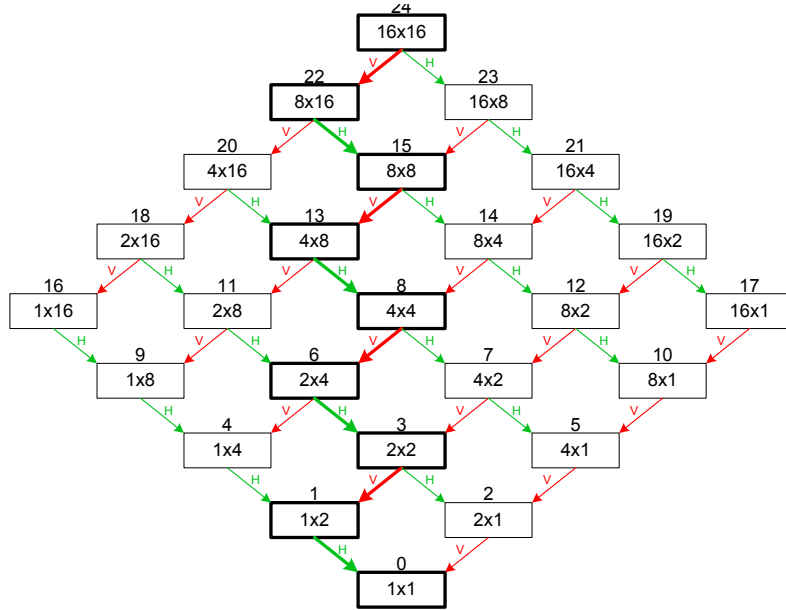 24
16x16
V H
22 23
8x16 16x8
V H V H
20 15 21
4x16 8x8 16x4
V H V H V H
18 13 14 19
2x16 4x8 8x4 16x2
V H V H V H V H
16 11 8 12 17
1x16 2x8 4x4 8x2 16x1
H V H V H V H V
9 6 7 10
1x8 2x4 4x2 8x1
H V H V H V
4 3 5
1x4 2x2 4x1
H V H V
1 2
1x2 2x1
H V
0
1x1